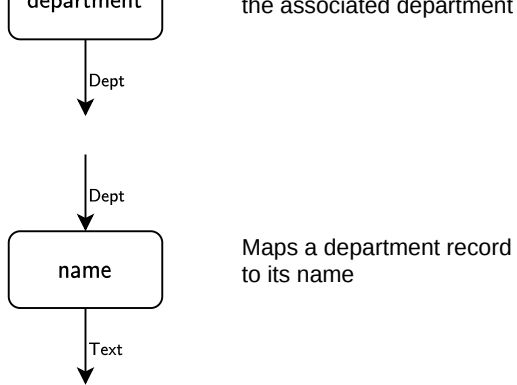 department
the associated department
Dept
Dept
name
Maps a department record
to its name
Text